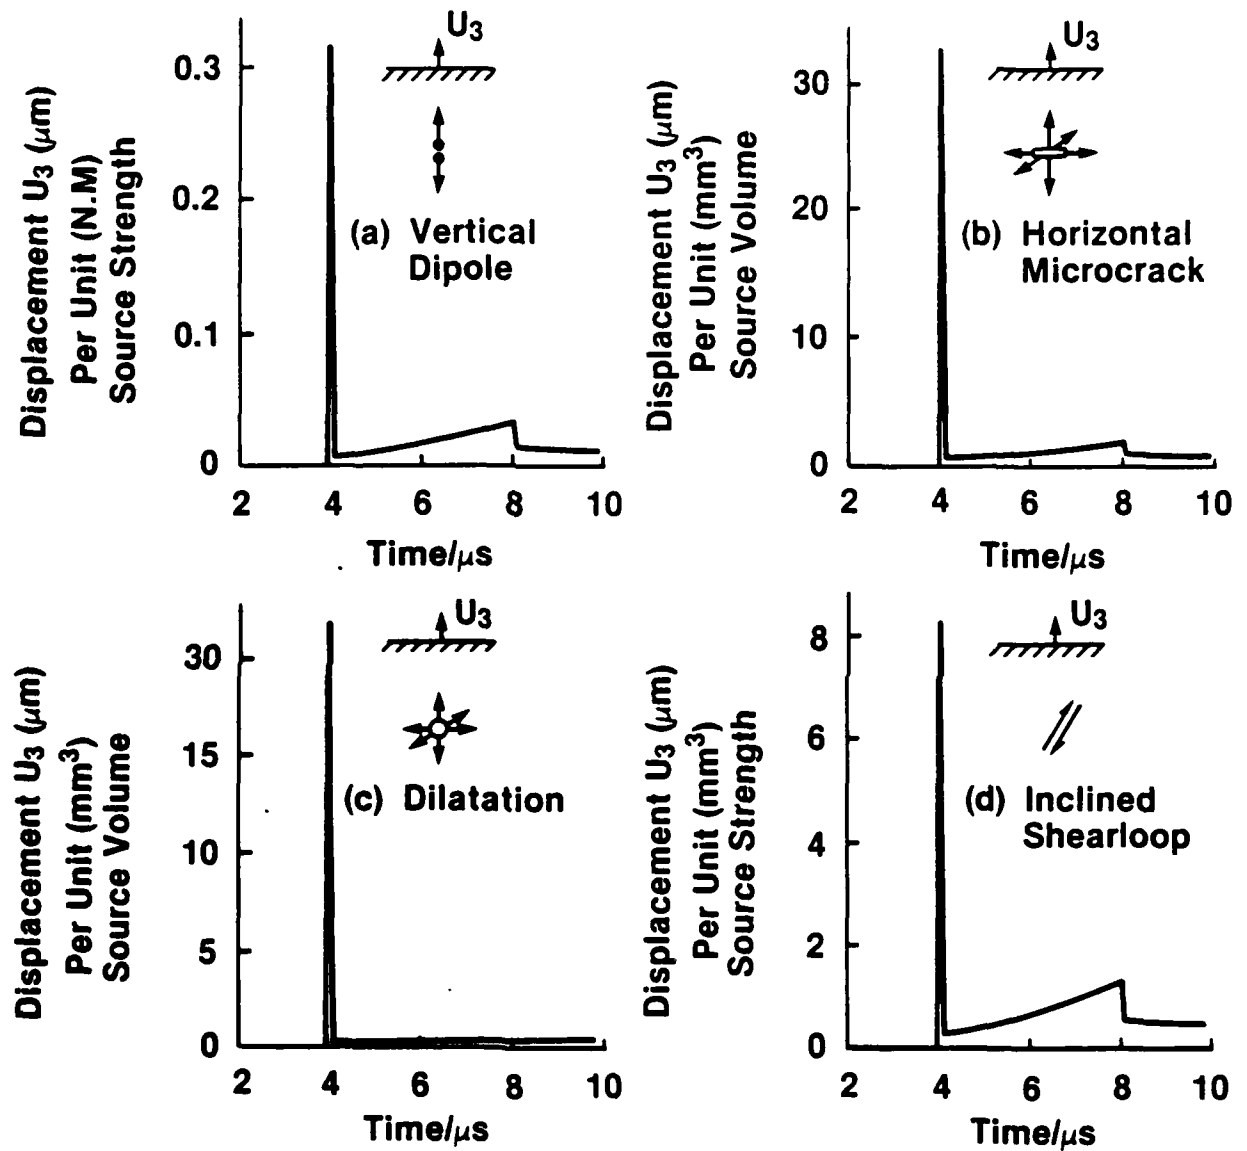 U3
Displacement U3 (μm)
Per Unit (N.M)
Source Strength
0.3
0.2
0.1
0
(a) Vertical
Dipole
2 4 6 8 10
Time/μs
U3
Displacement U3 (μm)
Per Unit (mm3)
Source Volume
30
20
10
0
(b) Horizontal
Microcrack
2 4 6 8 10
Time/μs
U3
Displacement U3 (μm)
Per Unit (mm3)
Source Volume
30
15
10
5
0
(c) Dilatation
2 4 6 8 10
Time/μs
U3
Displacement U3 (μm)
Per Unit (mm3)
Source Strength
8
6
4
2
0
(d) Inclined
Shearloop
2 4 6 8 10
Time/μs